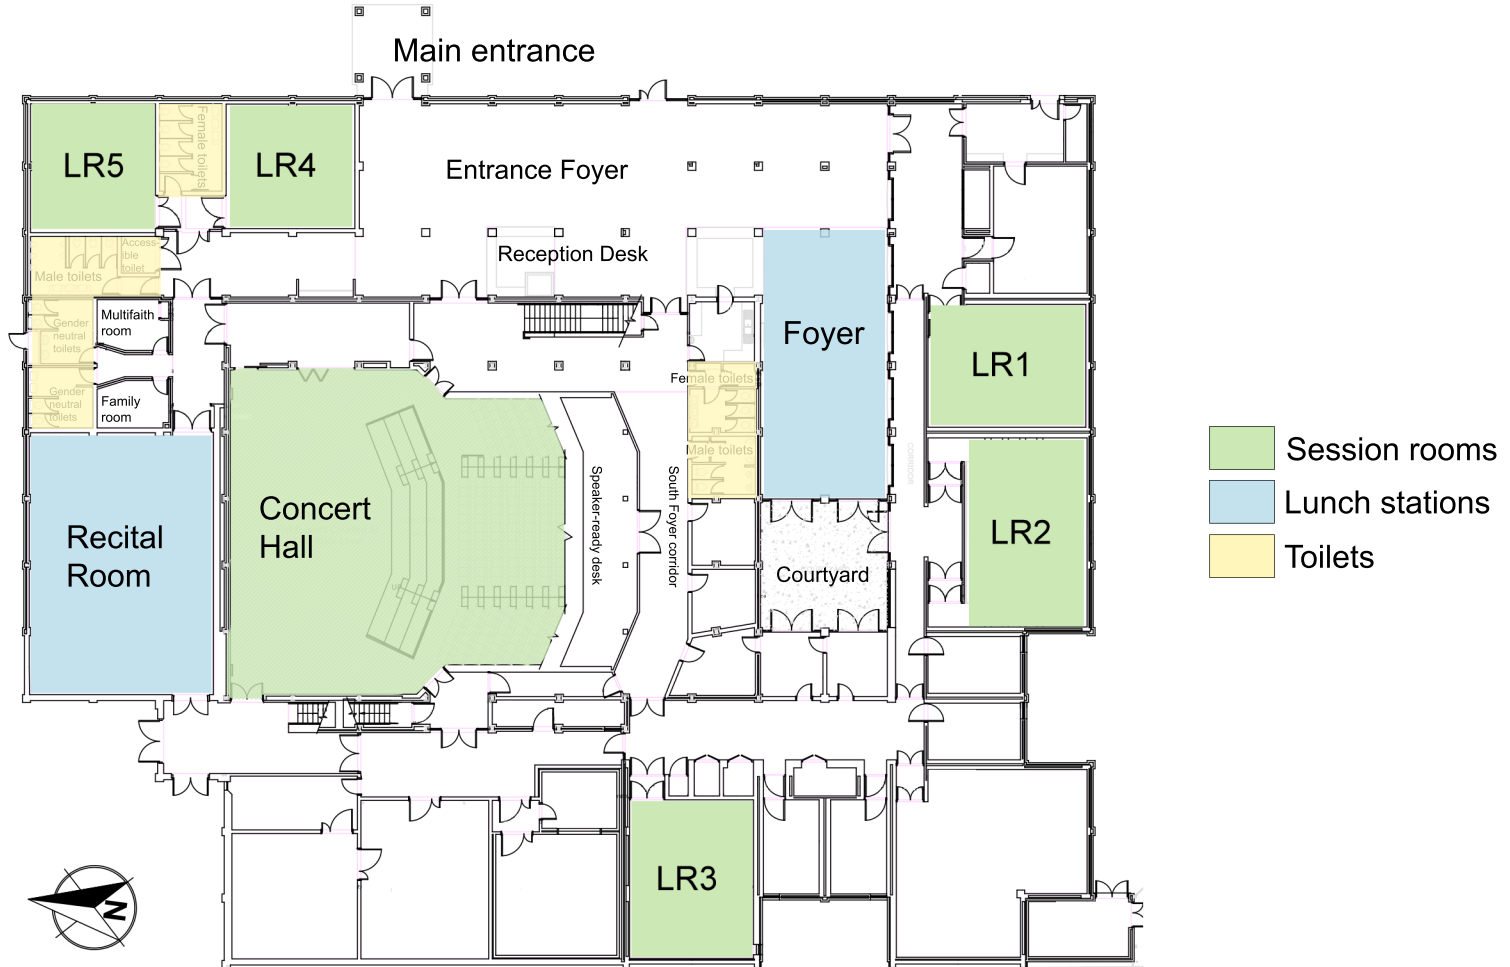 Main entrance
LR5
Female toilets
LR4
Entrance Foyer
Reception Desk
Access-
ible
toilet
Male toilets
Multifaith
room
Gender
neutral
toilets
Foyer
LR1
Female toilets
Gender
neutral
toilets
Family
room
Male toilets
CORRIDOR
Concert
Hall
Speaker-ready desk
South Foyer corridor
LR2
Recital
Room
Courtyard
LR3
N
Session rooms
Lunch stations
Toilets